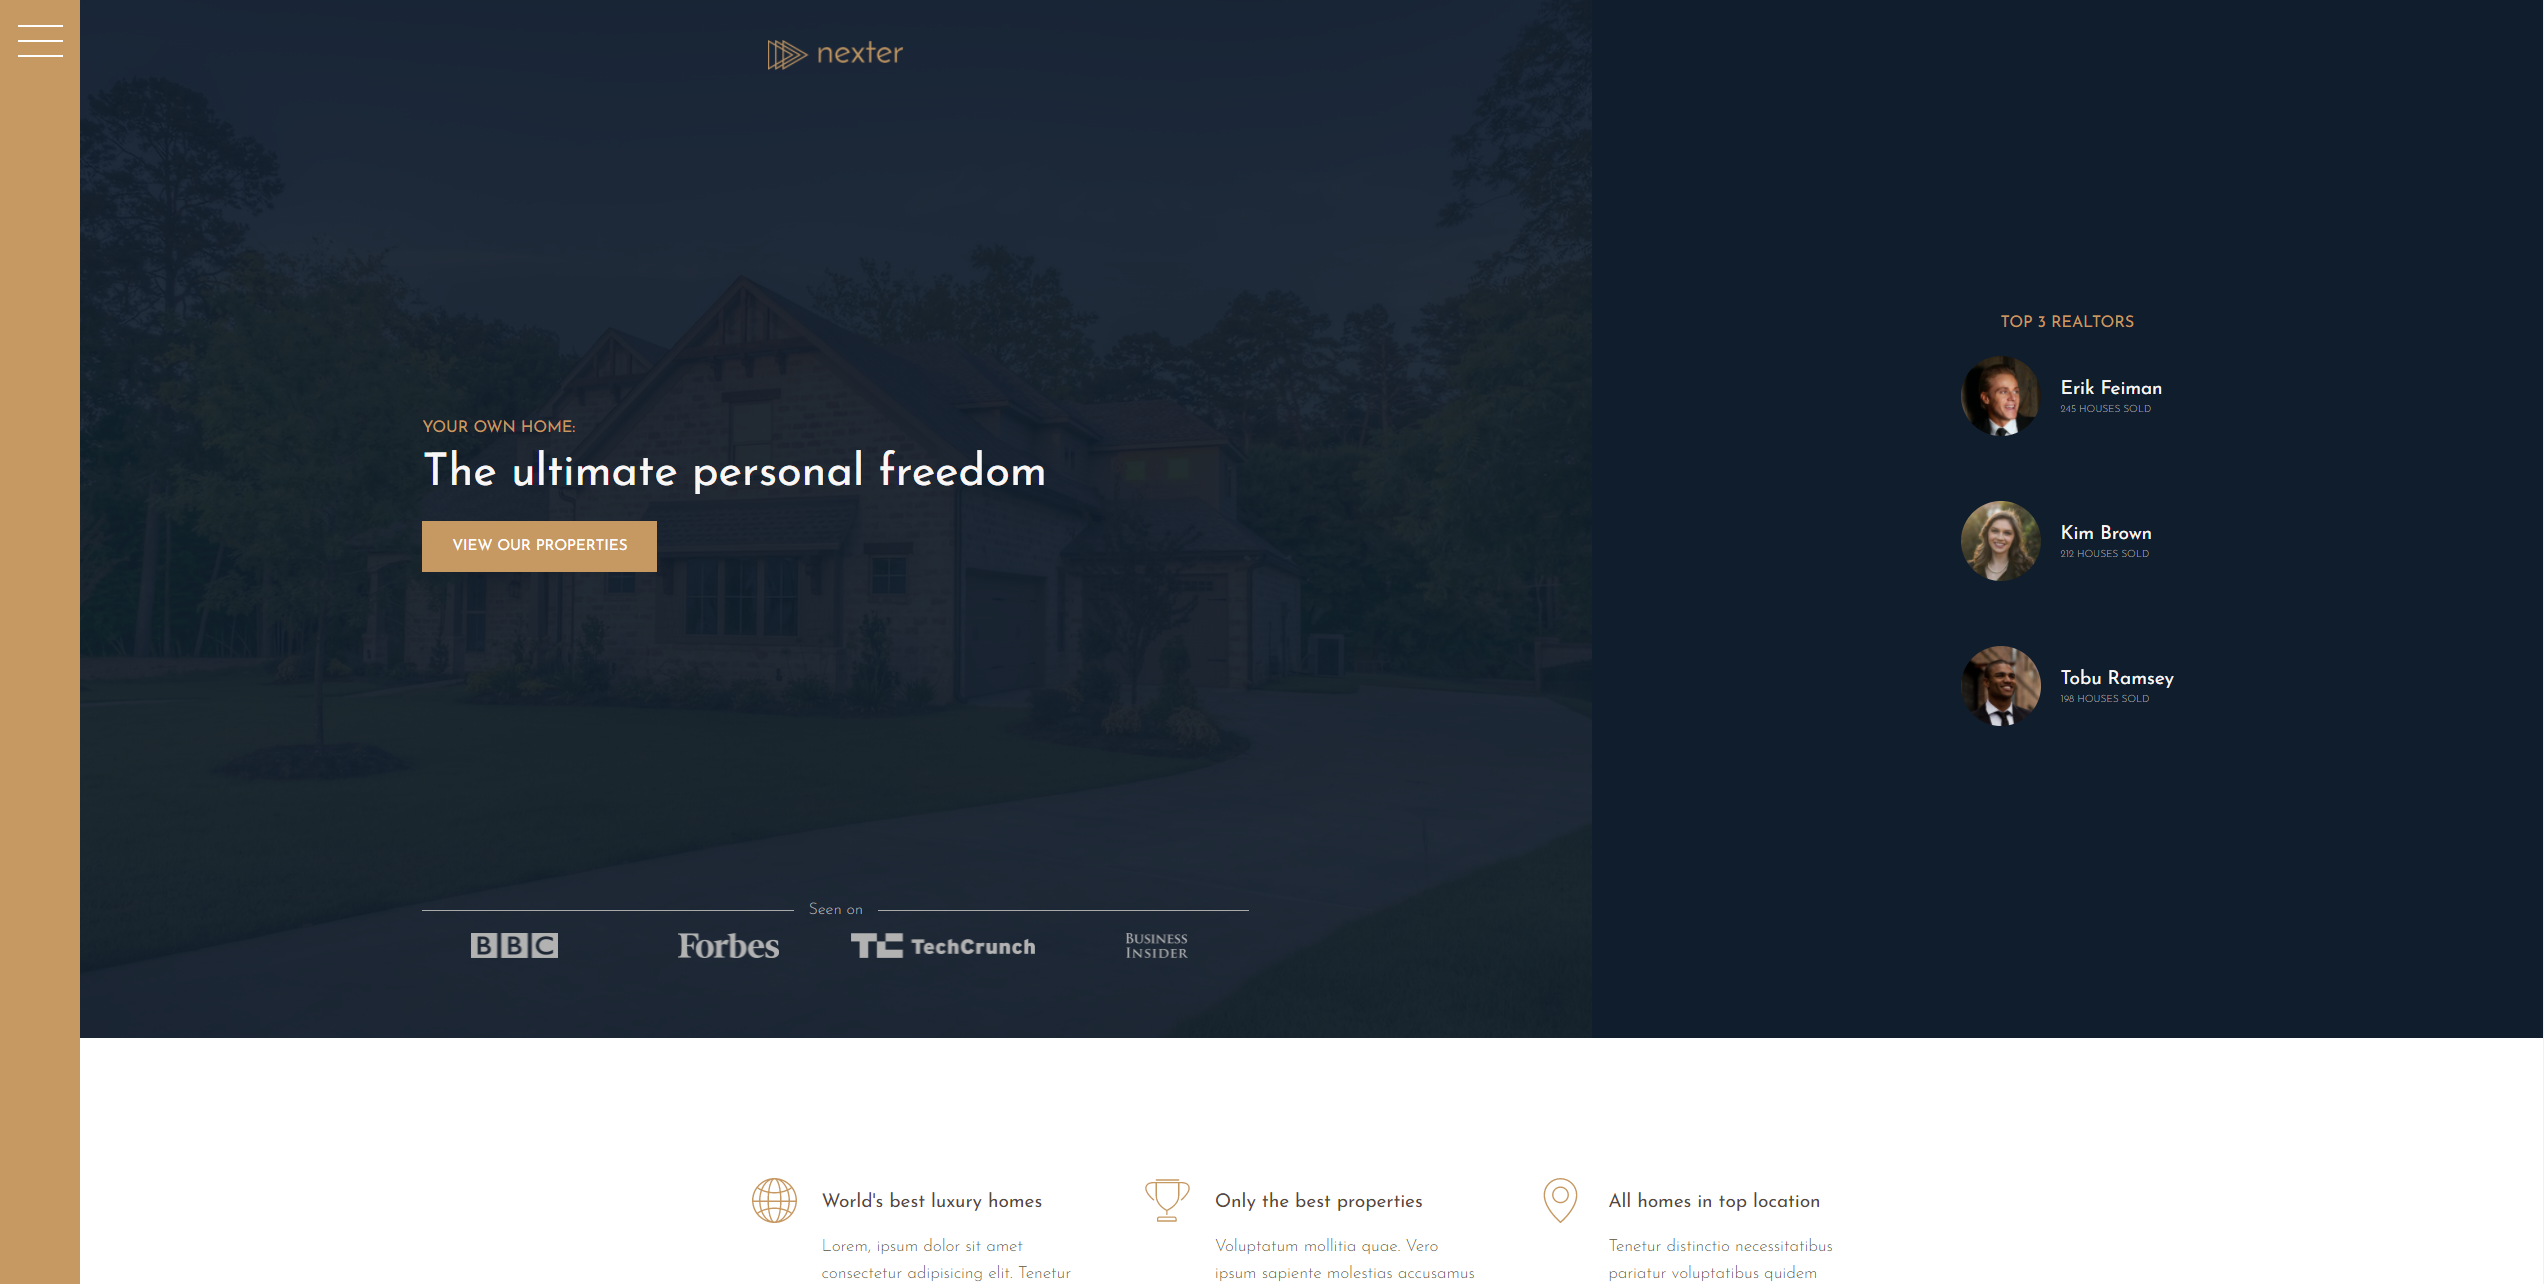 nexter
YOUR OWN HOME:
The ultimate personal freedom
VIEW OUR PROPERTIES
Seen on
BBC
Forbes
TC TechCrunch
BUSINESS
INSIDER
TOP 3 REALTORS
Erik Feiman
245 HOUSES SOLD
Kim Brown
212 HOUSES SOLD
Tobu Ramsey
198 HOUSES SOLD
World's best luxury homes
Lorem, ipsum dolor sit amet
consectetur adipisicing elit. Tenetur
Only the best properties
Voluptatum mollitia quae. Vero
ipsum sapiente molestias accusamus
All homes in top location
Tenetur distinctio necessitatibus
pariatur voluptatibus quidem